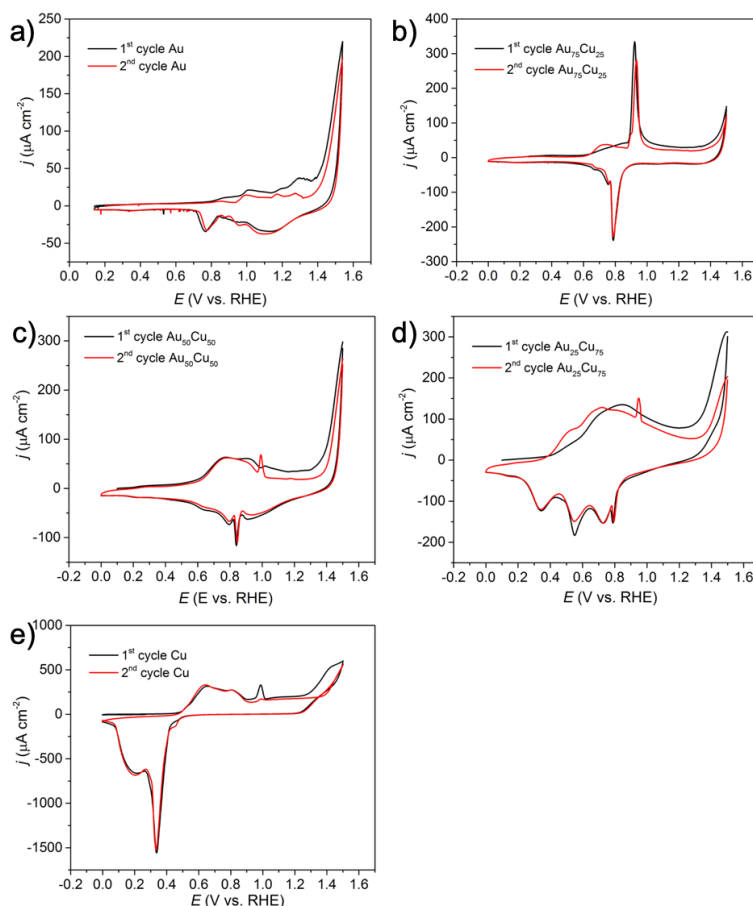 a)
1st cycle Au
2nd cycle Au
250
200
150
100
50
0
-50
j (µA cm-2)
0.0 0.2 0.4 0.6 0.8 1.0 1.2 1.4 1.6
E (V vs. RHE)
b)
1st cycle Au75Cu25
2nd cycle Au75Cu25
400
300
200
100
0
-100
-200
-300
j (µA cm-2)
-0.2 0.0 0.2 0.4 0.6 0.8 1.0 1.2 1.4 1.6
E (V vs. RHE)
c)
1st cycle Au50Cu50
2nd cycle Au50Cu50
300
200
100
0
-100
j (µA cm-2)
-0.2 0.0 0.2 0.4 0.6 0.8 1.0 1.2 1.4 1.6
E (E vs. RHE)
d)
1st cycle Au25Cu75
2nd cycle Au25Cu75
300
200
100
0
-100
-200
j (µA cm-2)
-0.2 0.0 0.2 0.4 0.6 0.8 1.0 1.2 1.4 1.6
E (V vs. RHE)
e)
1st cycle Cu
2nd cycle Cu
1000
500
0
-500
-1000
-1500
j (µA cm-2)
-0.2 0.0 0.2 0.4 0.6 0.8 1.0 1.2 1.4 1.6
E (V vs. RHE)